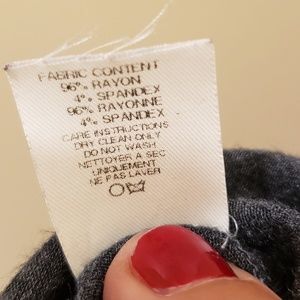 FABRIC CONTENT
96% RAYON
4% SPANDEX
96% RAYONNE
4% SPANDEX
CARE INSTRUCTIONS
DRY CLEAN ONLY
DO NOT WASH
NETTOYER A SEC
UNIQUEMENT
NE PAS LAVER